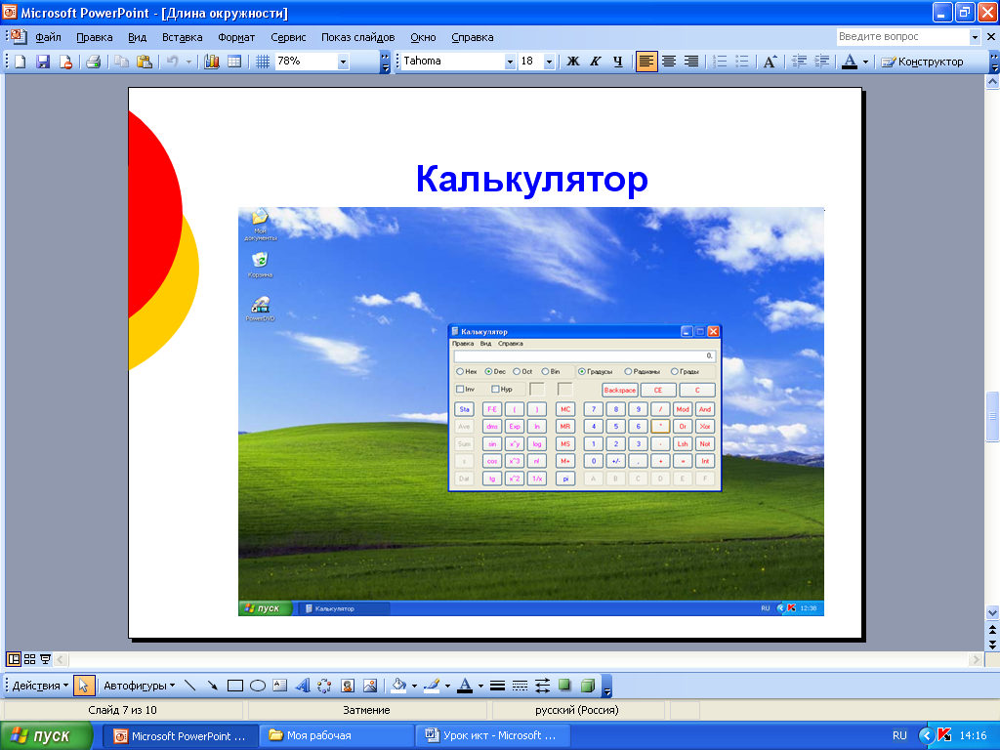 Microsoft PowerPoint - [Длина окружности]
Файл Правка Вид Вставка Формат Сервис Показ слайдов Окно Справка Введите вопрос
78% Tahoma 18 Ж К Ч Конструктор
Калькулятор
Мои документы
Корзина
PowerDVD
Калькулятор
Правка Вид Справка
0,
Hex Dec Oct Bin Градусы Радианы Грады
Inv Hyp Backspace CE C
Sta F-E ( ) MC 7 8 9 / Mod And
Ave dms Exp ln MR 4 5 6 * Or Xor
Sum sin x^y log MS 1 2 3 - Lsh Not
s cos x^3 n! M+ 0 +/- , + = Int
Dat tg x^2 1/x pi A B C D E F
пуск Калькулятор RU 12:38
Действия Автофигуры
Слайд 7 из 10 Затмение русский (Россия)
пуск Microsoft PowerPoint ... Моя рабочая Урок икт - Microsoft ... RU 14:16